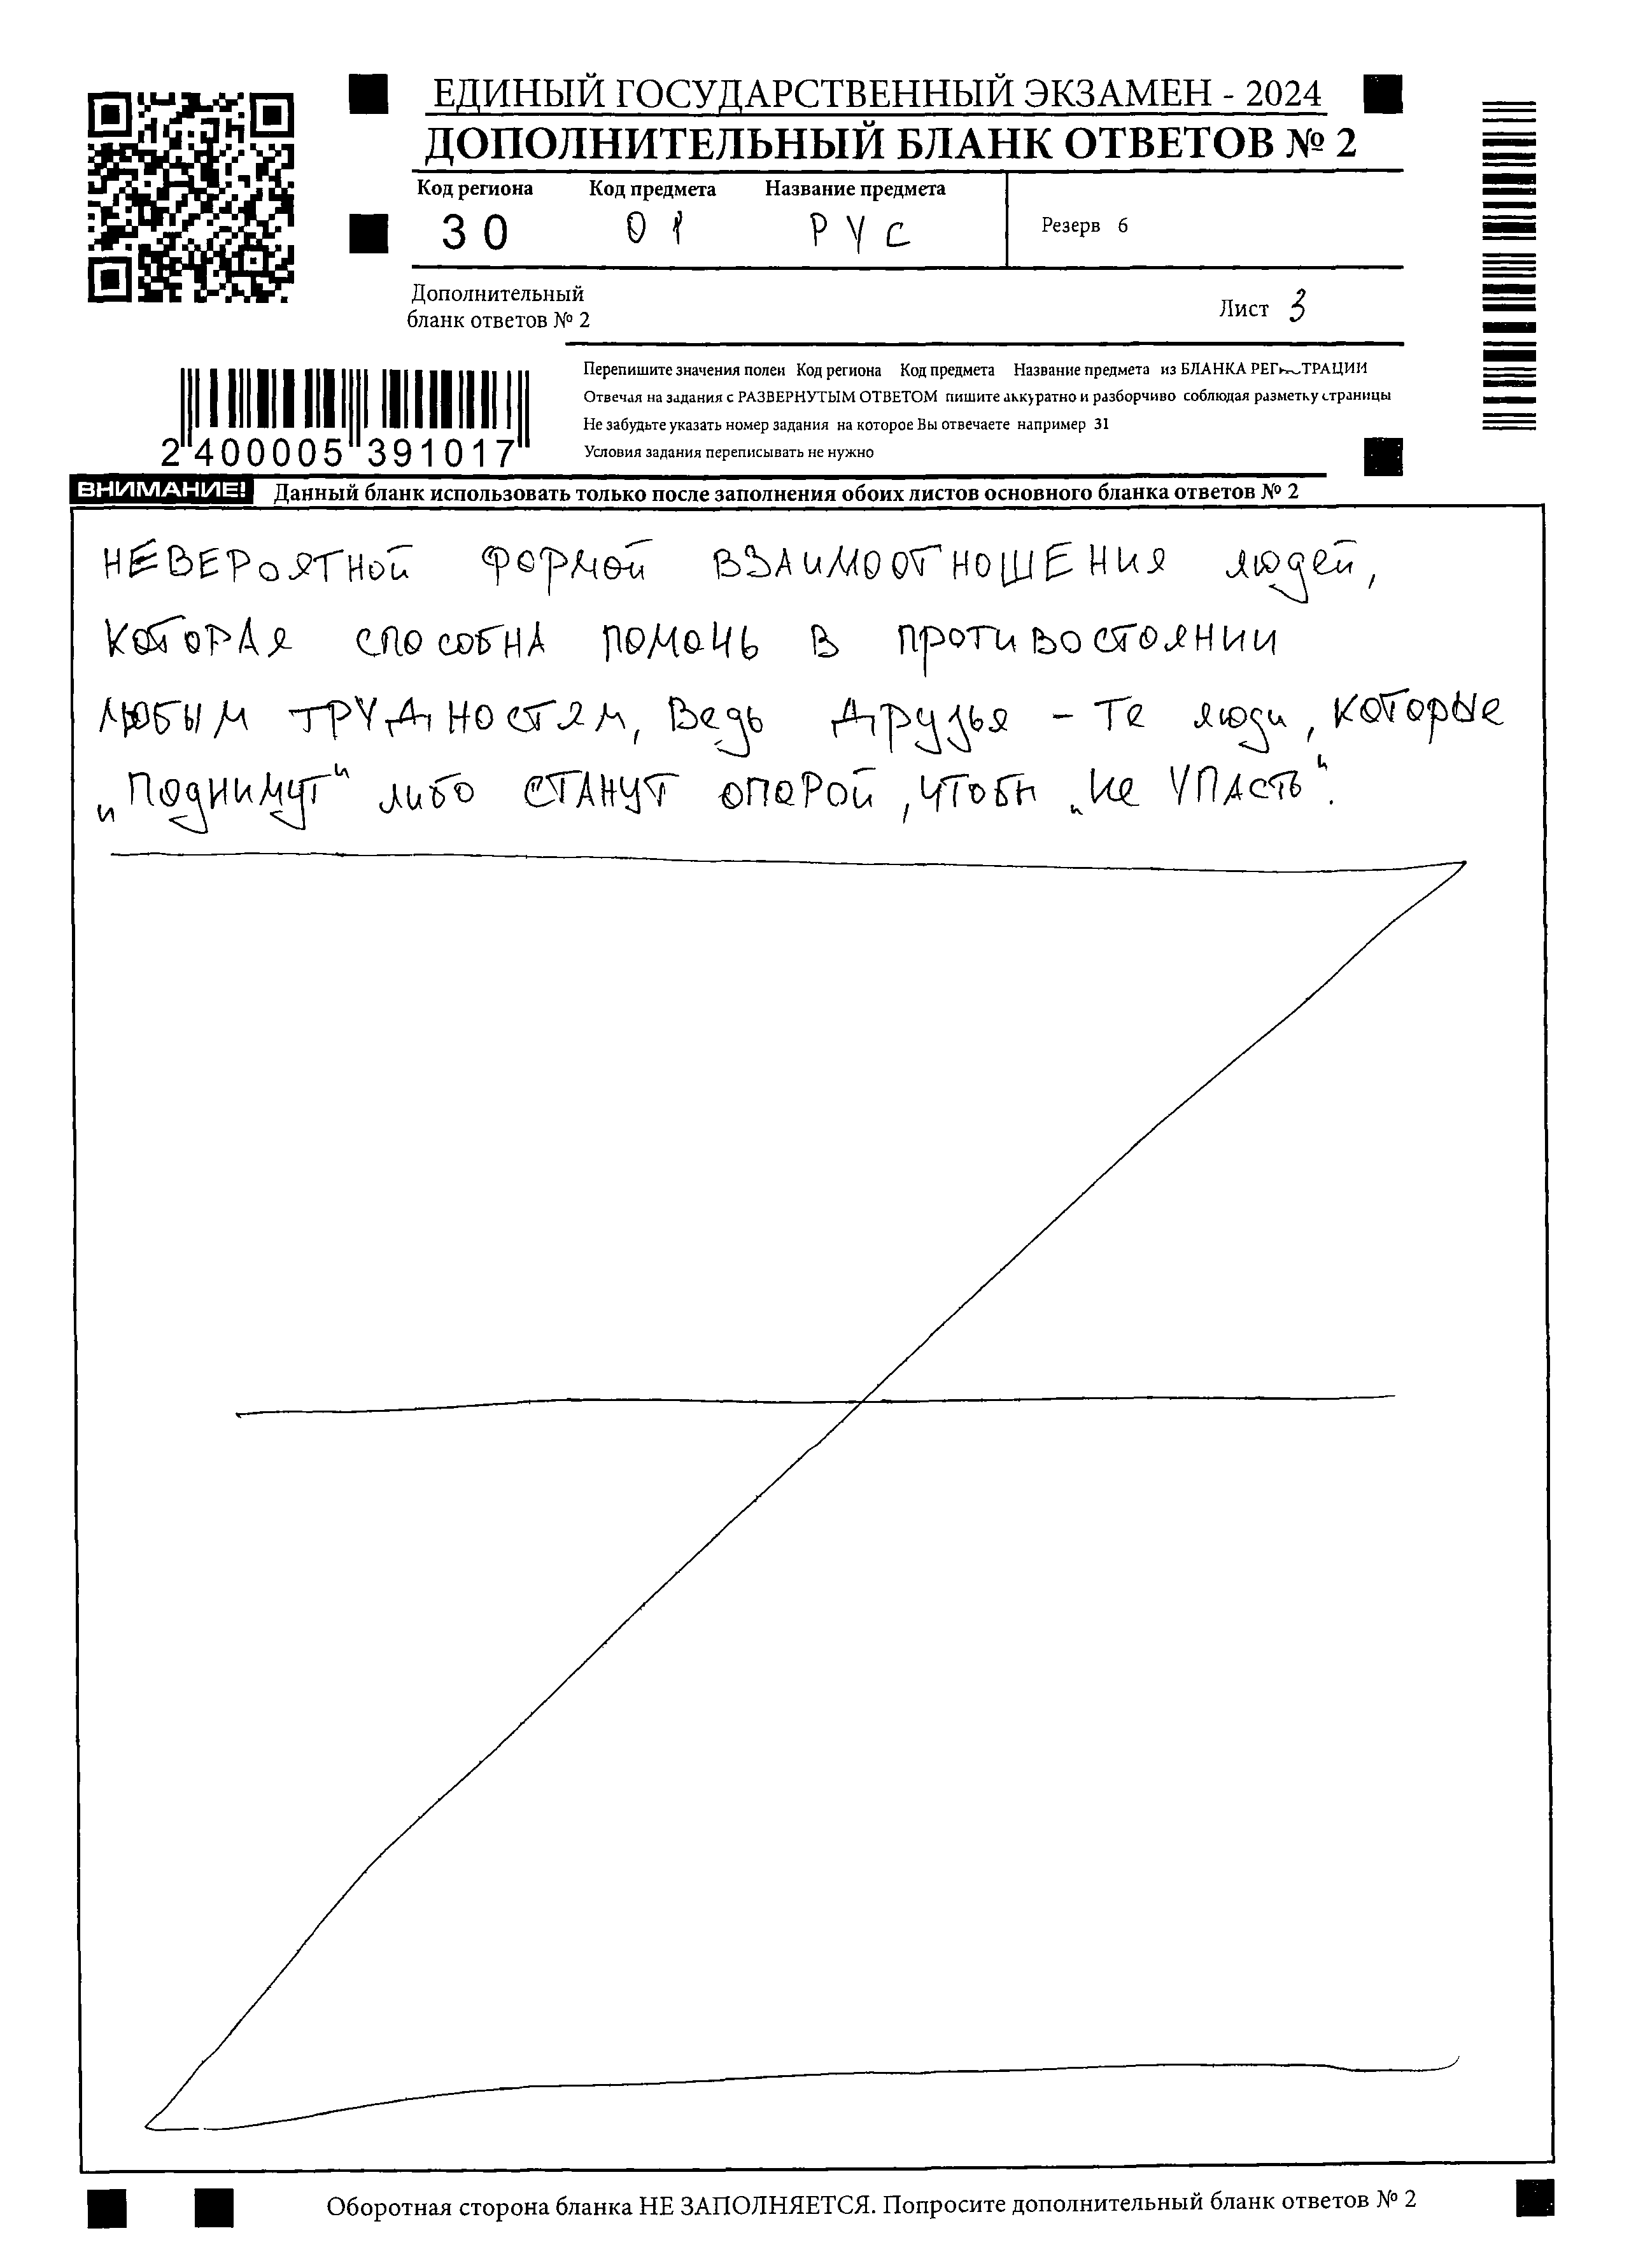 ЕДИНЫЙ ГОСУДАРСТВЕННЫЙ ЭКЗАМЕН - 2024
ДОПОЛНИТЕЛЬНЫЙ БЛАНК ОТВЕТОВ № 2
Код региона Код предмета Название предмета
30 01 РУС Резерв 6
Дополнительный
бланк ответов № 2
Лист 3
Перепишите значения полей Код региона Код предмета Название предмета из БЛАНКА РЕГИСТРАЦИИ
Отвечая на задания с РАЗВЕРНУТЫМ ОТВЕТОМ пишите аккуратно и разборчиво соблюдая разметку страницы
Не забудьте указать номер задания на которое Вы отвечаете например 31
Условия задания переписывать не нужно
2 400005 391017
ВНИМАНИЕ! Данный бланк использовать только после заполнения обоих листов основного бланка ответов № 2
невероятной формой взаимоотношения людей,
которая способна помочь в противостоянии
любым трудностям, Ведь друзья - те люди, которые
„поднимут“ либо станут опорой, чтобы „не упасть“.
Оборотная сторона бланка НЕ ЗАПОЛНЯЕТСЯ. Попросите дополнительный бланк ответов № 2